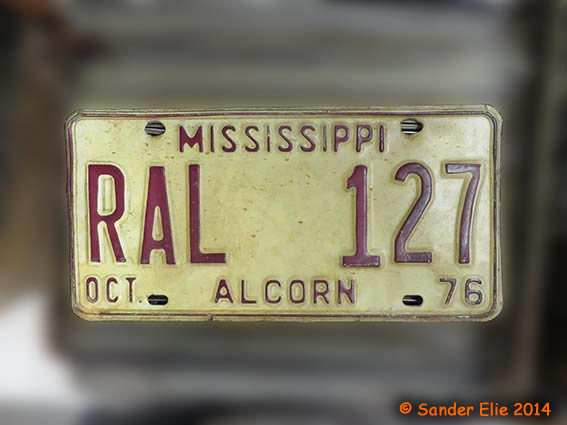 MISSISSIPPI
RAL 127
OCT. ALCORN 76
© Sander Elie 2014